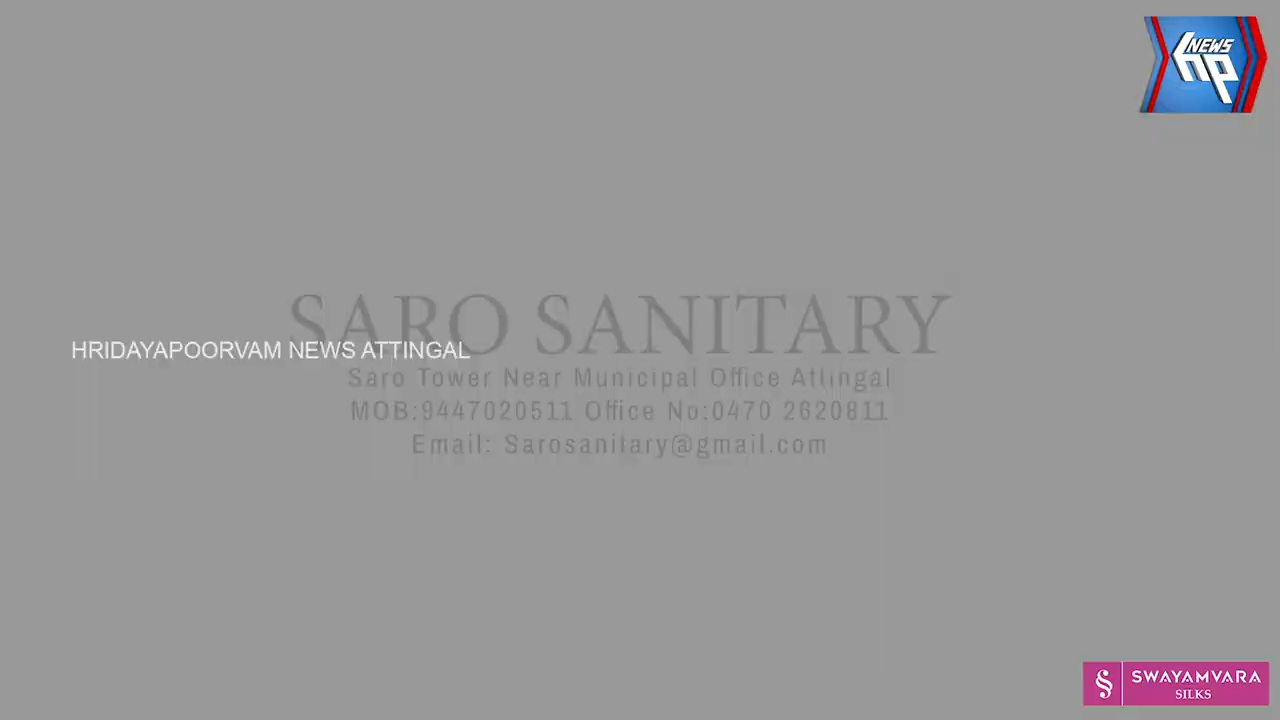 NEWS
hp
SARO SANITARY
HRIDAYAPOORVAM NEWS ATTINGAL
Saro Tower Near Municipal Office Attingal
MOB:9447020511 Office No:0470 2620811
Email: Sarosanitary@gmail.com
SWAYAMVARA
SILKS